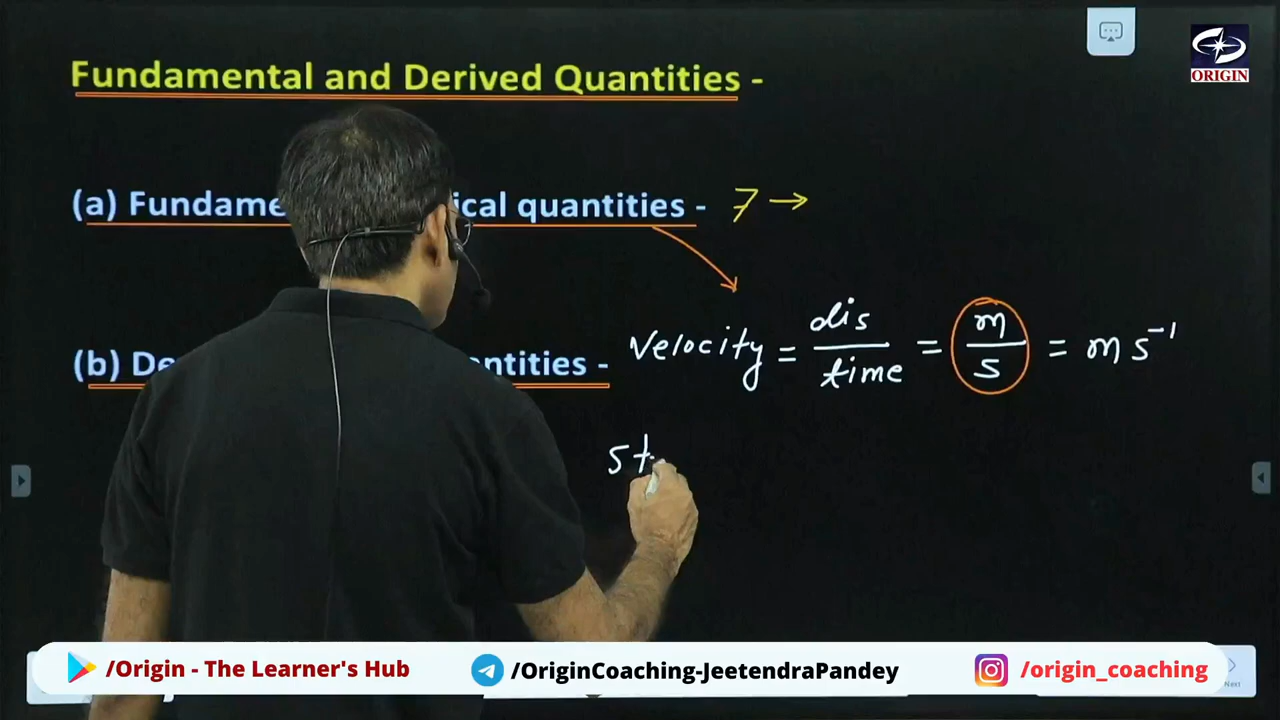 ORIGIN
Fundamental and Derived Quantities -
(a) Fundame ical quantities - 7 →
(b) De ntities - velocity = dis/time = m/s = m s⁻¹
st
/Origin - The Learner's Hub
/OriginCoaching-JeetendraPandey
/origin_coaching
Next